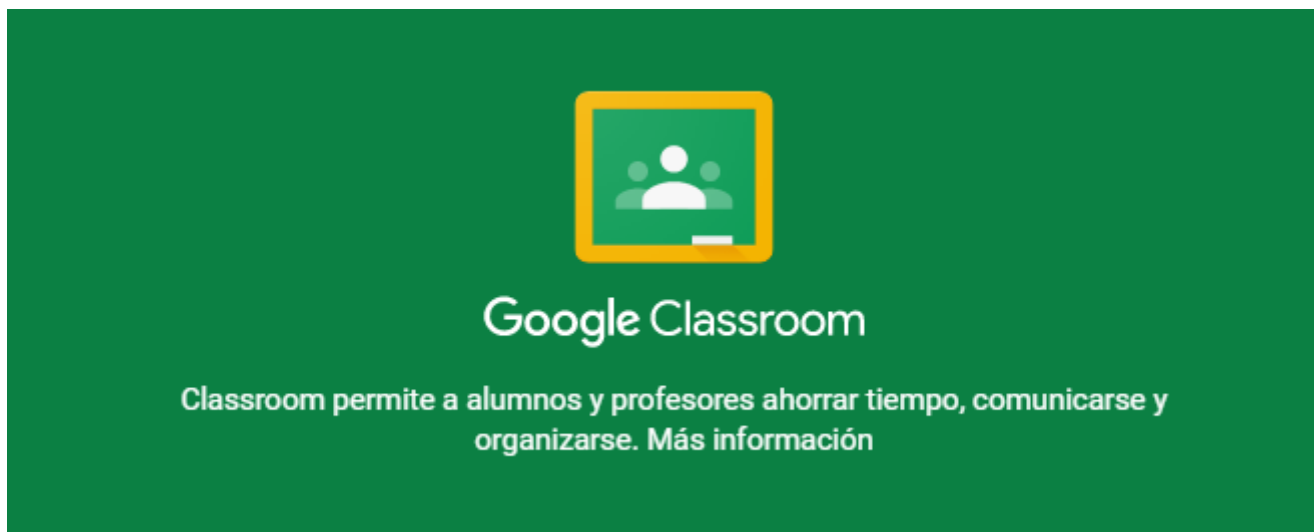 Google Classroom
Classroom permite a alumnos y profesores ahorrar tiempo, comunicarse y
organizarse. Más información